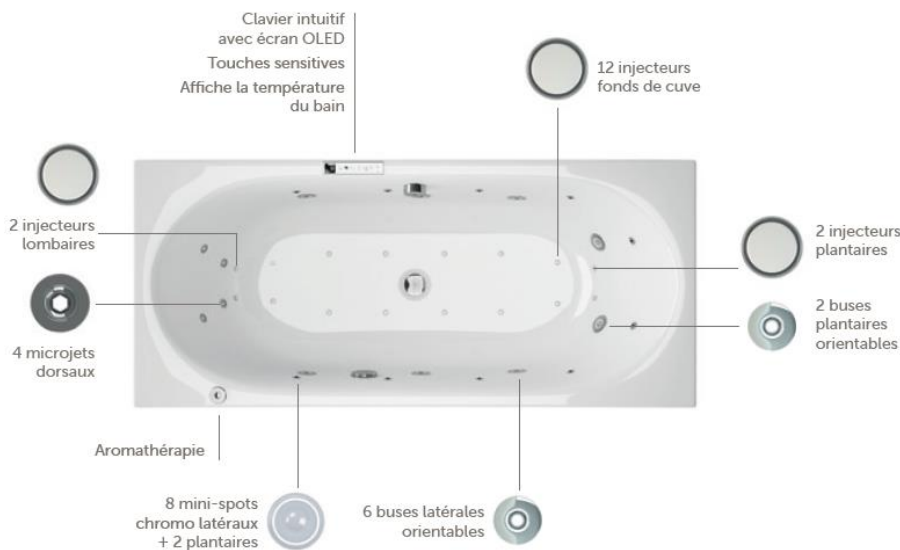 Clavier intuitif
avec écran OLED
Touches sensitives
Affiche la température
du bain
12 injecteurs
fonds de cuve
2 injecteurs
lombaires
2 injecteurs
plantaires
4 microjets
dorsaux
2 buses
plantaires
orientables
Aromathérapie
8 mini-spots
chromo latéraux
+ 2 plantaires
6 buses latérales
orientables